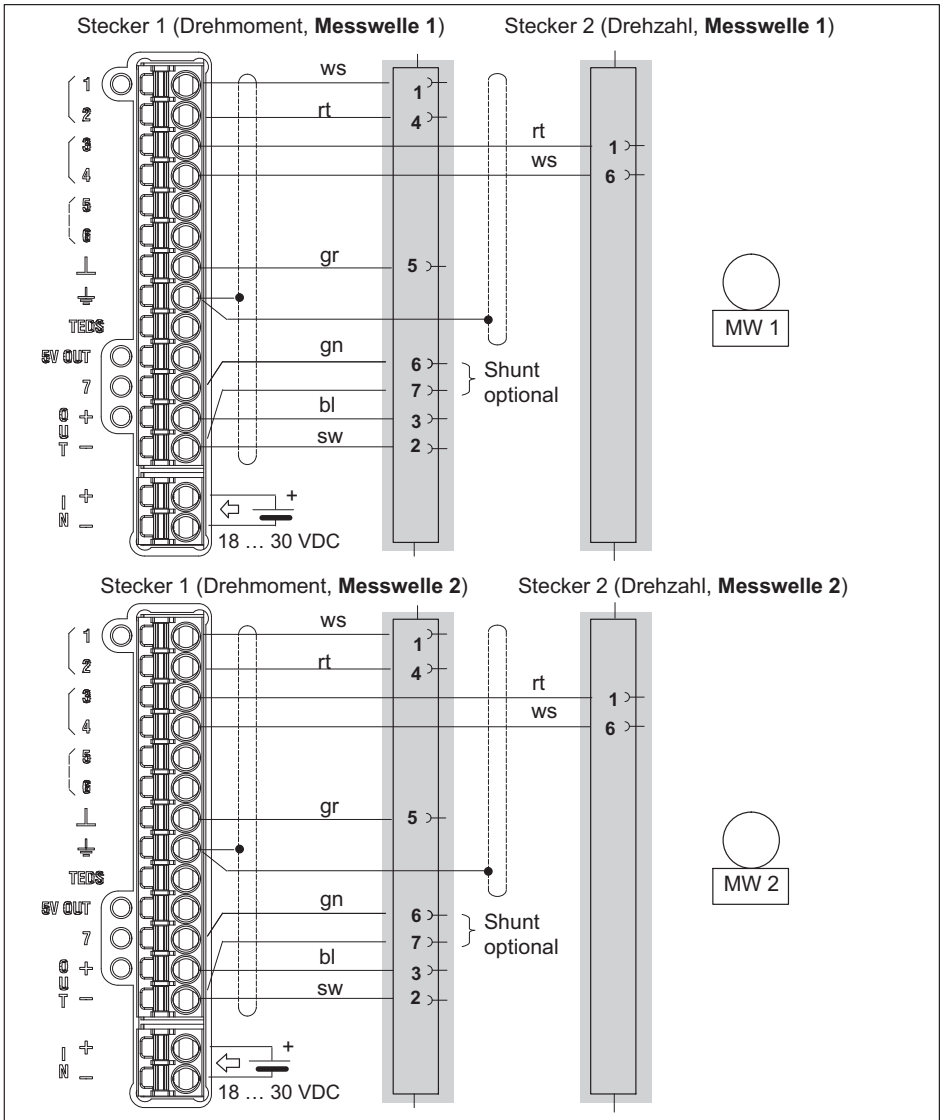 Stecker 1 (Drehmoment, Messwelle 1)
Stecker 2 (Drehzahl, Messwelle 1)
1 ws 1
2 rt 4
3 rt 1
4 ws 6
5
6
gr 5
TEDS
5V OUT
gn 6
7 7
Shunt
optional
OUT + bl 3
− sw 2
MW 1
IN + +
−
18 … 30 VDC
Stecker 1 (Drehmoment, Messwelle 2)
Stecker 2 (Drehzahl, Messwelle 2)
1 ws 1
2 rt 4
3 rt 1
4 ws 6
5
6
gr 5
TEDS
5V OUT
gn 6
7 7
Shunt
optional
OUT + bl 3
− sw 2
MW 2
IN + +
−
18 … 30 VDC